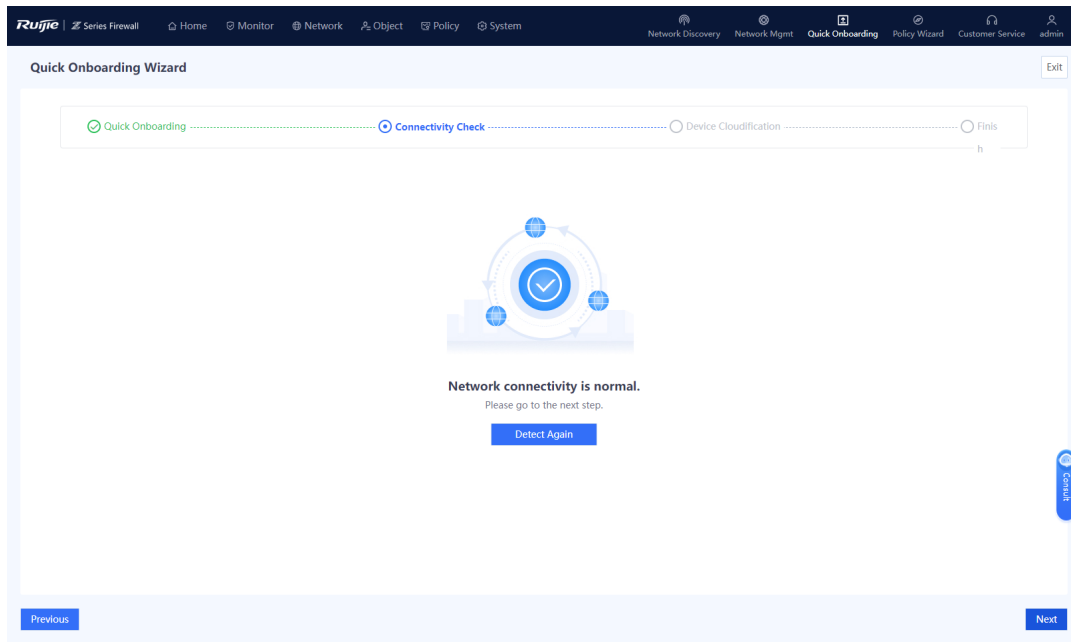 Ruijie | Z Series Firewall Home Monitor Network Object Policy System Network Discovery Network Mgmt Quick Onboarding Policy Wizard Customer Service admin
Quick Onboarding Wizard Exit
Quick Onboarding Connectivity Check Device Cloudification Finis
h
Network connectivity is normal.
Please go to the next step.
Detect Again
Consult
Previous Next